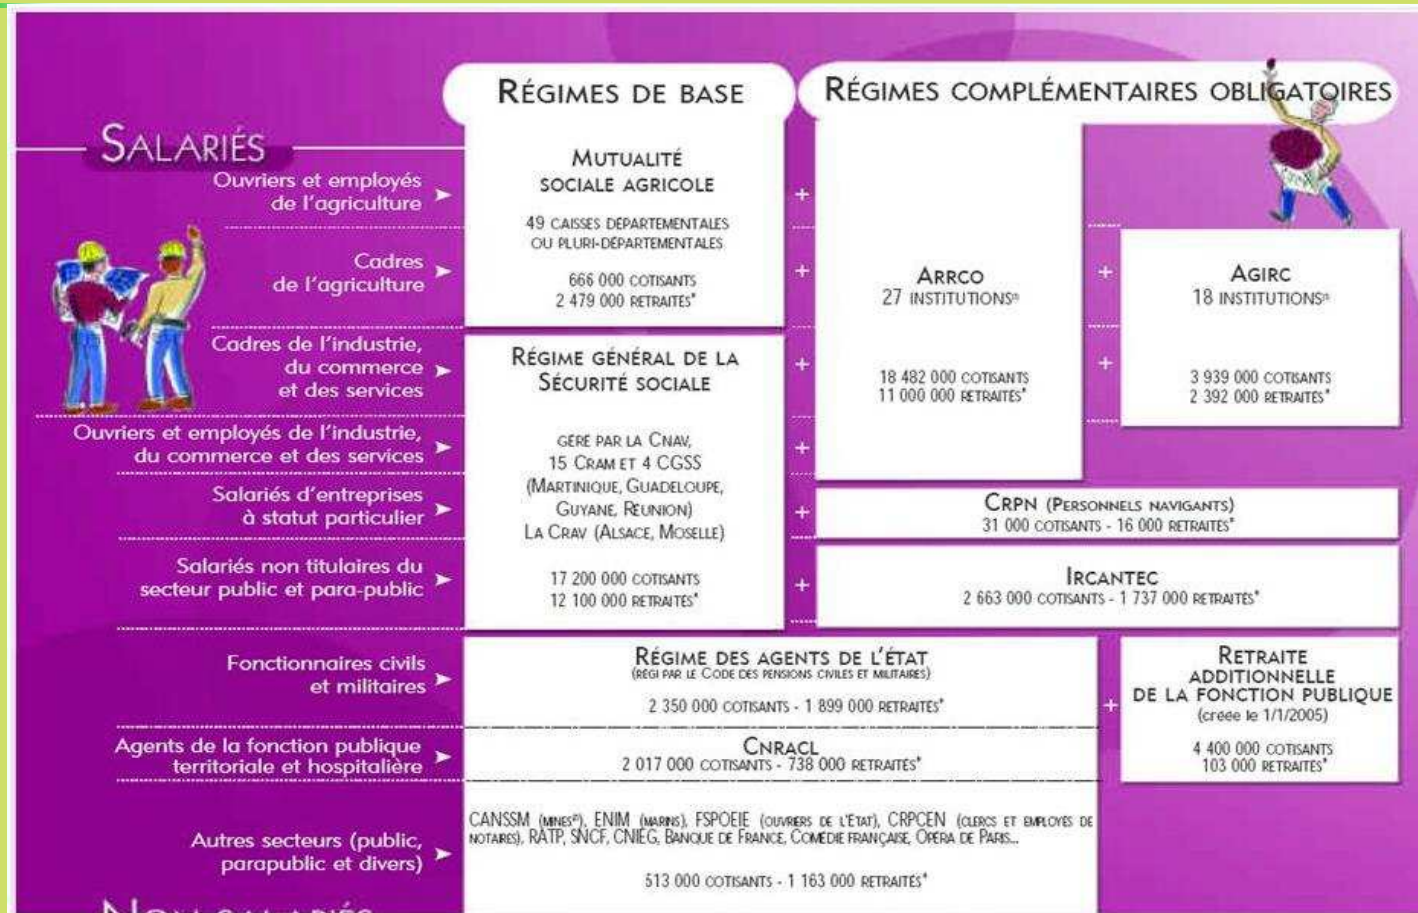 RÉGIMES DE BASE
RÉGIMES COMPLÉMENTAIRES OBLIGATOIRES
SALARIÉS
Ouvriers et employés
de l'agriculture
MUTUALITÉ
SOCIALE AGRICOLE
49 CAISSES DÉPARTEMENTALES
OU PLURI-DÉPARTEMENTALES
666 000 COTISANTS
2 479 000 RETRAITÉS*
+
+
Cadres
de l'agriculture
ARRCO
27 INSTITUTIONS
18 482 000 COTISANTS
11 000 000 RETRAITÉS*
+
+
AGIRC
18 INSTITUTIONS
3 939 000 COTISANTS
2 392 000 RETRAITÉS*
Cadres de l'industrie,
du commerce
et des services
+
RÉGIME GÉNÉRAL DE LA
SÉCURITÉ SOCIALE
GÉRÉ PAR LA CNAV,
15 CRAM ET 4 CGSS
(MARTINIQUE, GUADELOUPE,
GUYANE, RÉUNION)
LA CRAV (ALSACE, MOSELLE)
17 200 000 COTISANTS
12 100 000 RETRAITÉS*
Ouvriers et employés de l'industrie,
du commerce et des services
+
Salariés d'entreprises
à statut particulier
+
CRPN (PERSONNELS NAVIGANTS)
31 000 COTISANTS - 16 000 RETRAITÉS*
Salariés non titulaires du
secteur public et para-public
+
IRCANTEC
2 663 000 COTISANTS - 1 737 000 RETRAITÉS*
Fonctionnaires civils
et militaires
RÉGIME DES AGENTS DE L'ÉTAT
(RÉGI PAR LE CODE DES PENSIONS CIVILES ET MILITAIRES)
2 350 000 COTISANTS - 1 899 000 RETRAITÉS*
+
RETRAITE
ADDITIONNELLE
DE LA FONCTION PUBLIQUE
(créée le 1/1/2005)
4 400 000 COTISANTS
103 000 RETRAITÉS*
Agents de la fonction publique
territoriale et hospitalière
CNRACL
2 017 000 COTISANTS - 738 000 RETRAITÉS*
Autres secteurs (public,
parapublic et divers)
CANSSM (MINES), ENIM (MARINS), FSPOEIE (OUVRIERS DE L'ÉTAT), CRPCEN (CLERCS ET EMPLOYÉS DE
NOTAIRES), RATP, SNCF, CNIEG, BANQUE DE FRANCE, COMÉDIE FRANÇAISE, OPÉRA DE PARIS...
513 000 COTISANTS - 1 163 000 RETRAITÉS*
NON SALARIÉS